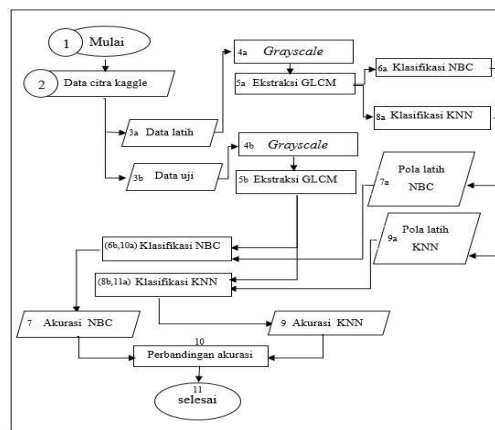 1 Mulai
2 Data citra kaggle
3a Data latih
3b Data uji
4a Grayscale
5a Ekstraksi GLCM
4b Grayscale
5b Ekstraksi GLCM
6a Klasifikasi NBC
8a Klasifikasi KNN
Pola latih
NBC
7a
Pola latih
9a KNN
(6b,10a) Klasifikasi NBC
(8b,11a) Klasifikasi KNN
7 Akurasi NBC
9 Akurasi KNN
10
Perbandingan akurasi
11
selesai